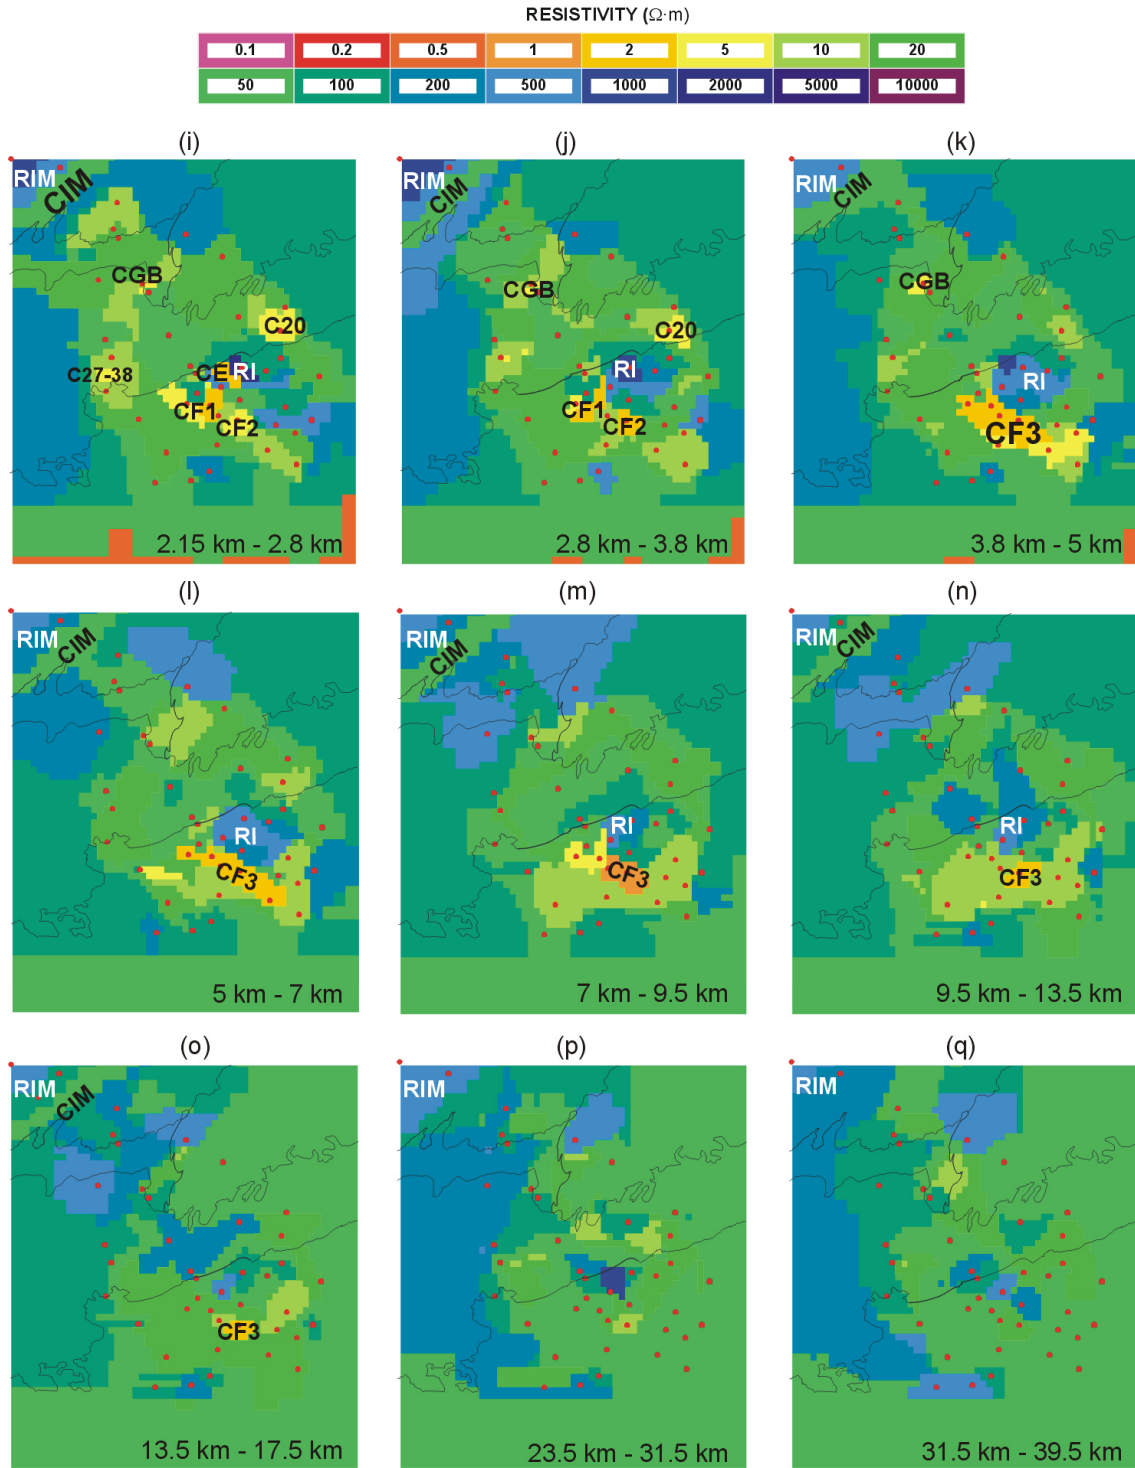 RESISTIVITY (Ω·m)
0.1 0.2 0.5 1 2 5 10 20
50 100 200 500 1000 2000 5000 10000
(i) (j) (k)
RIM CIM RIM CIM RIM CIM
CGB CGB CGB
C20 C20
C27-38 CE RI RI RI
CF1 CF2 CF1 CF2 CF3
2.15 km - 2.8 km 2.8 km - 3.8 km 3.8 km - 5 km
(l) (m) (n)
RIM CIM RIM CIM RIM CIM
RI RI RI
CF3 CF3 CF3
5 km - 7 km 7 km - 9.5 km 9.5 km - 13.5 km
(o) (p) (q)
RIM CIM RIM RIM
CF3
13.5 km - 17.5 km 23.5 km - 31.5 km 31.5 km - 39.5 km